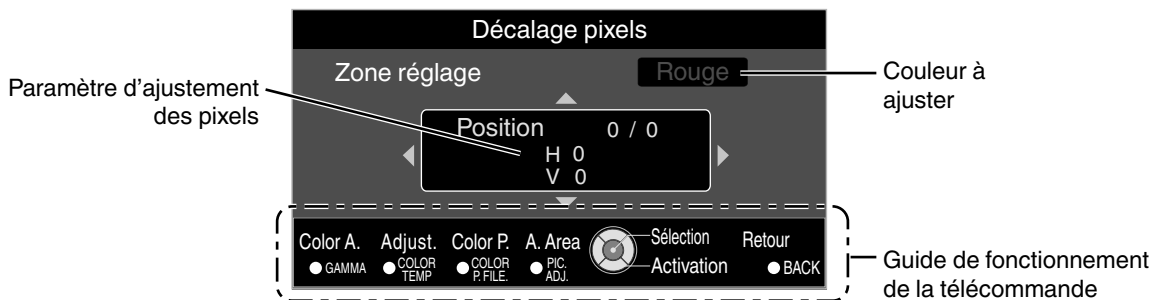 Décalage pixels
Zone réglage
Rouge
Couleur à
ajuster
Paramètre d'ajustement
des pixels
Position 0 / 0
H 0
V 0
Color A. Adjust. Color P. A. Area Sélection Retour
GAMMA COLOR TEMP COLOR P. FILE. PIC. ADJ. Activation BACK
Guide de fonctionnement
de la télécommande